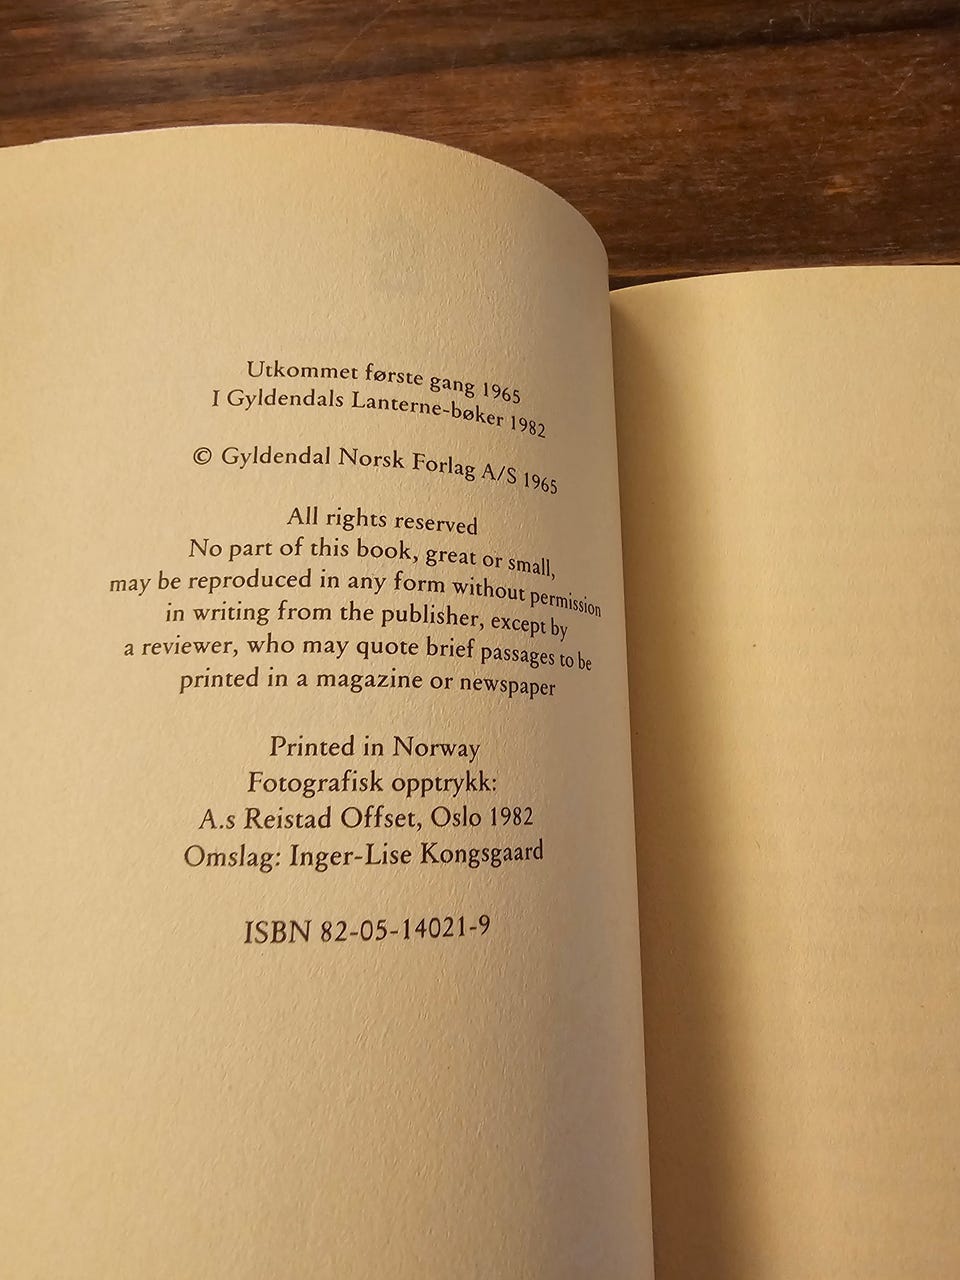 Utkommet første gang 1965
I Gyldendals Lanterne-bøker 1982
© Gyldendal Norsk Forlag A/S 1965
All rights reserved
No part of this book, great or small,
may be reproduced in any form without permission
in writing from the publisher, except by
a reviewer, who may quote brief passages to be
printed in a magazine or newspaper
Printed in Norway
Fotografisk opptrykk:
A.s Reistad Offset, Oslo 1982
Omslag: Inger-Lise Kongsgaard
ISBN 82-05-14021-9